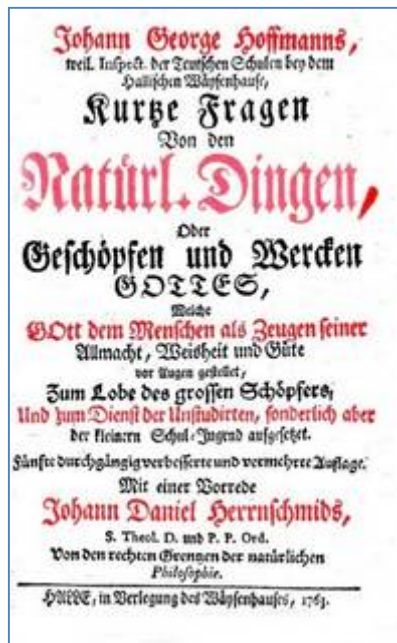 Johann George Hoffmanns,
weil. Inspect. der Teutschen Schulen bey dem
Hallischen Wäysenhause,
Kurtze Fragen
Von den
Natürl. Dingen,
Oder
Geschöpfen und Wercken
GOTTES,
Welche
GOtt dem Menschen als Zeugen seiner
Allmacht, Weisheit und Güte
vor Augen gestellet,
Zum Lobe des grossen Schöpfers,
Und zum Dienst der Unstudirten, sonderlich aber
der kleinern Schul-Jugend aufgesetzet.
Fünfte durchgängig verbesserte und vermehrte Auflage.
Mit einer Vorrede
Johann Daniel Herrnschmids,
S. Theol. D. und P. P. Ord.
Von den rechten Grentzen der natürlichen
Philosophie.
HALLE, in Verlegung des Wäysenhauses, 1763.